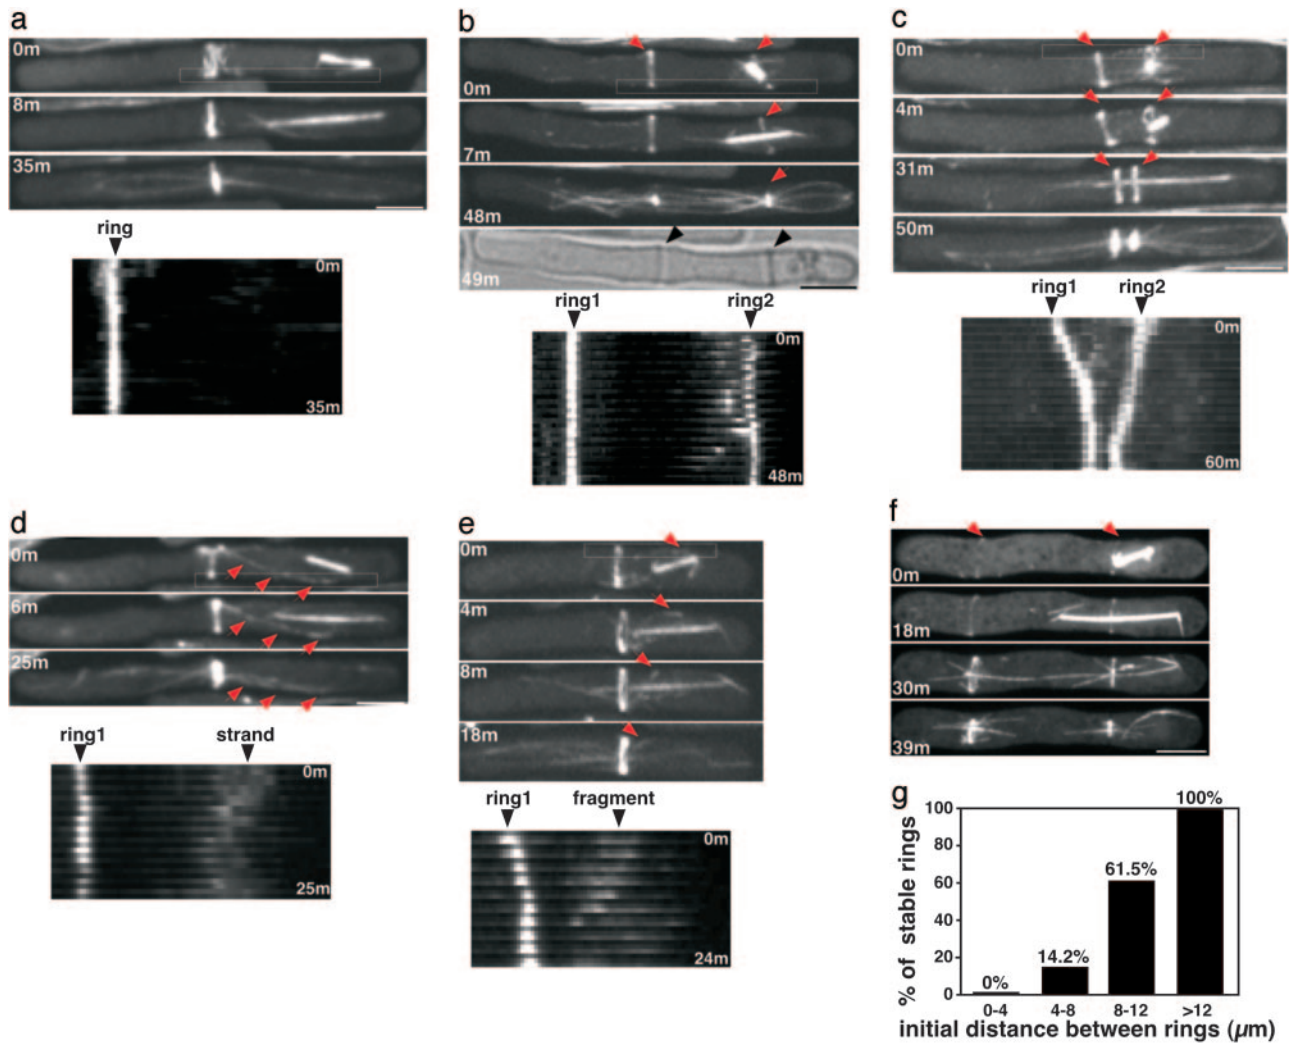 a
0m
8m
35m
ring
0m
35m
b
0m
7m
48m
49m
ring1 ring2
0m
48m
c
0m
4m
31m
50m
ring1 ring2
0m
60m
d
0m
6m
25m
ring1 strand
0m
25m
e
0m
4m
8m
18m
ring1 fragment
0m
24m
f
0m
18m
30m
39m
g
% of stable rings
100
80
60
40
20
0
0%
14.2%
61.5%
100%
0-4 4-8 8-12 >12
initial distance between rings (μm)